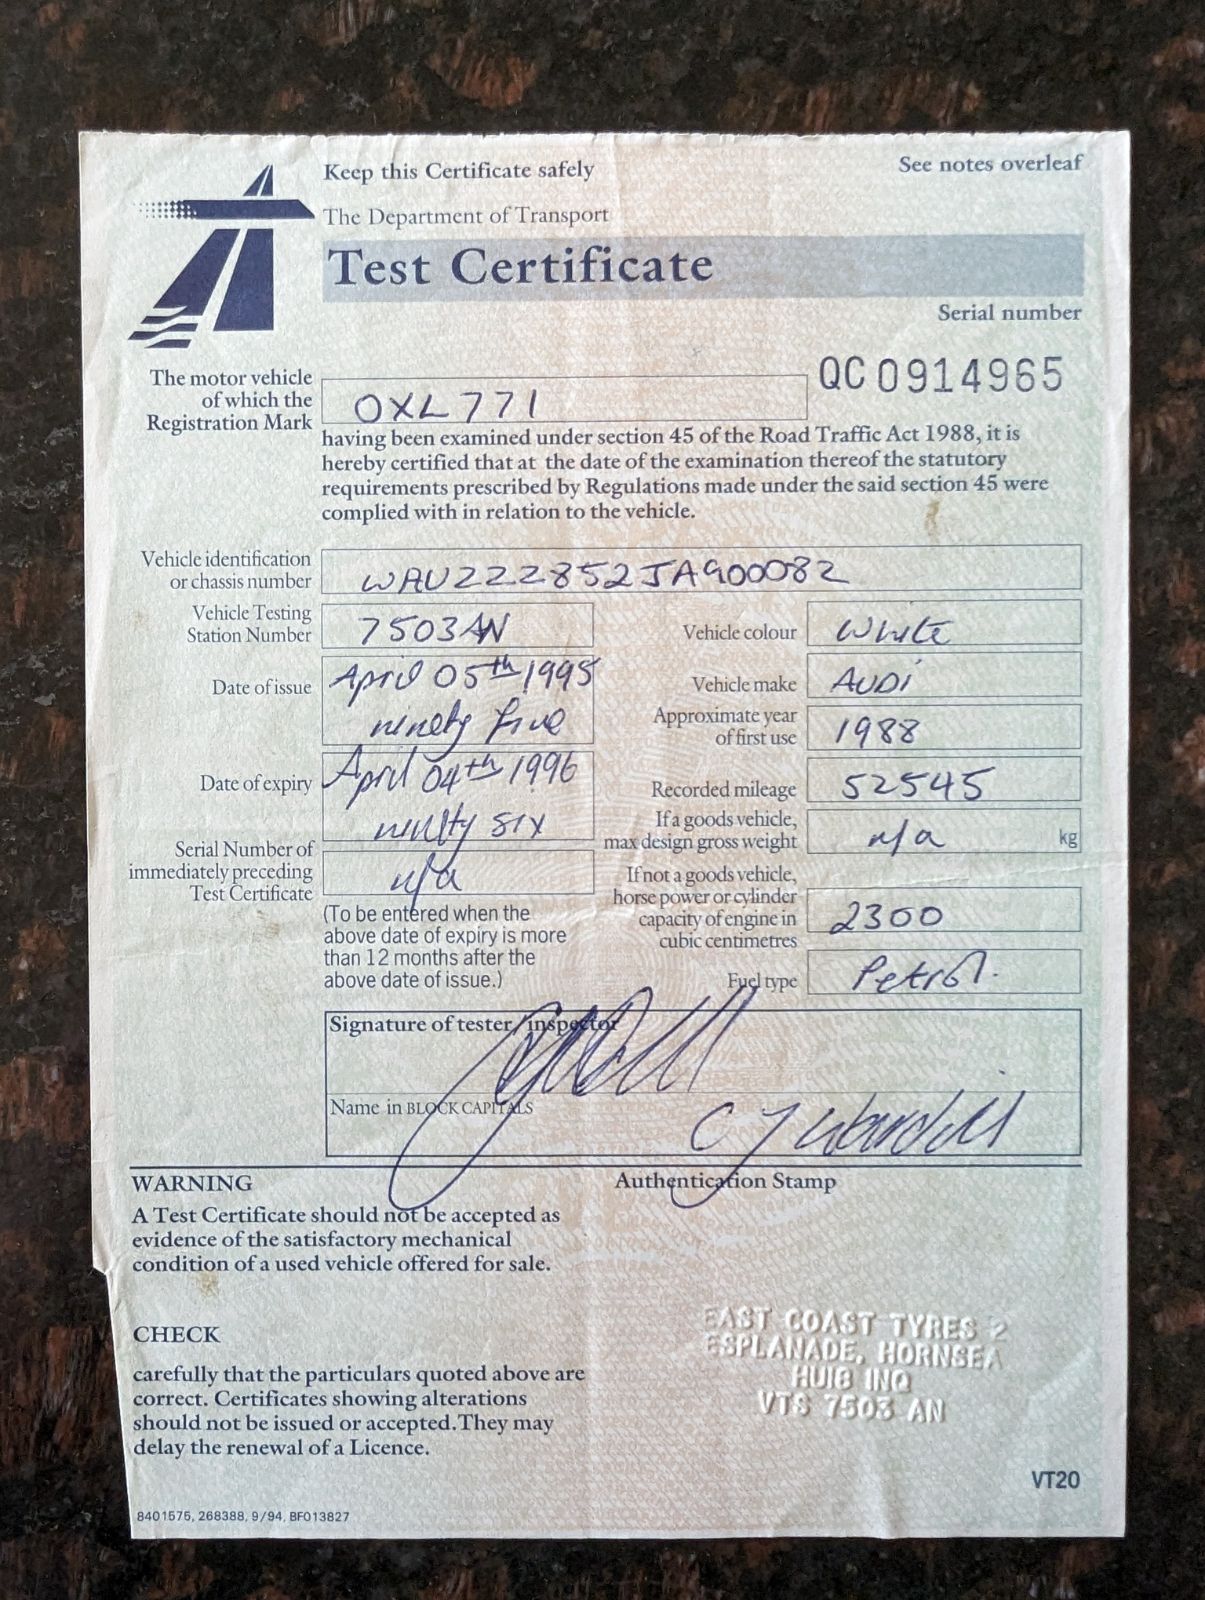 Keep this Certificate safely
See notes overleaf
The Department of Transport
Test Certificate
Serial number
QC 0914965
The motor vehicle
of which the
Registration Mark
OXL 771
having been examined under section 45 of the Road Traffic Act 1988, it is
hereby certified that at the date of the examination thereof the statutory
requirements prescribed by Regulations made under the said section 45 were
complied with in relation to the vehicle.
Vehicle identification
or chassis number
WAUZZZ852JA900082
Vehicle Testing
Station Number
7503AN
Date of issue
April 05th 1995
ninety five
Date of expiry
April 04th 1996
ninety six
Serial Number of
immediately preceding
Test Certificate
n/a
(To be entered when the
above date of expiry is more
than 12 months after the
above date of issue.)
Vehicle colour
White
Vehicle make
AUDi
Approximate year
of first use
1988
Recorded mileage
52545
If a goods vehicle,
max design gross weight
n/a kg
If not a goods vehicle,
horse power or cylinder
capacity of engine in
cubic centimetres
2300
Fuel type
Petrol.
Signature of tester/inspector
Name in BLOCK CAPITALS
WARNING
A Test Certificate should not be accepted as
evidence of the satisfactory mechanical
condition of a used vehicle offered for sale.
CHECK
carefully that the particulars quoted above are
correct. Certificates showing alterations
should not be issued or accepted. They may
delay the renewal of a Licence.
Authentication Stamp
EAST COAST TYRES 2
ESPLANADE, HORNSEA
HU18 1NQ
VTS 7503 AN
VT20
8401575, 268388, 9/94, BF013827